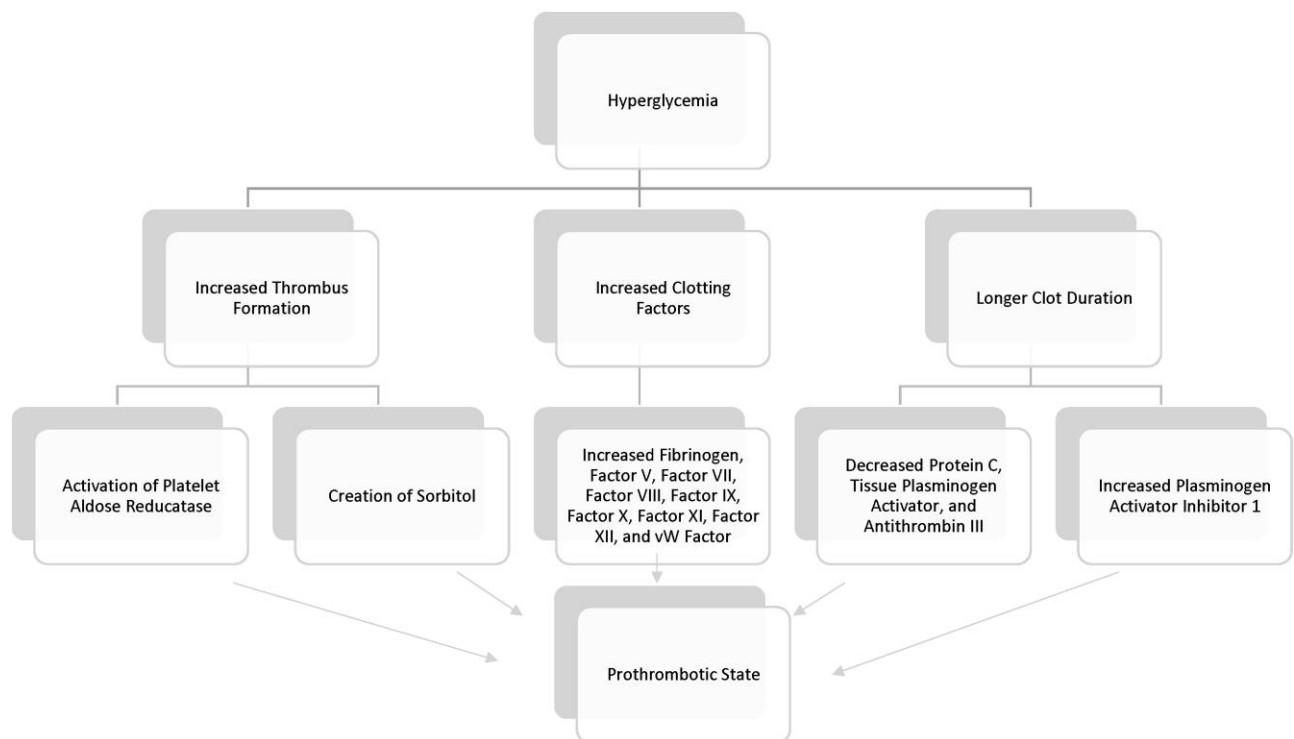 Hyperglycemia
Increased Thrombus
Formation
Increased Clotting
Factors
Longer Clot Duration
Activation of Platelet
Aldose Reducatase
Creation of Sorbitol
Increased Fibrinogen,
Factor V, Factor VII,
Factor VIII, Factor IX,
Factor X, Factor XI, Factor
XII, and vW Factor
Decreased Protein C,
Tissue Plasminogen
Activator, and
Antithrombin III
Increased Plasminogen
Activator Inhibitor 1
Prothrombotic State